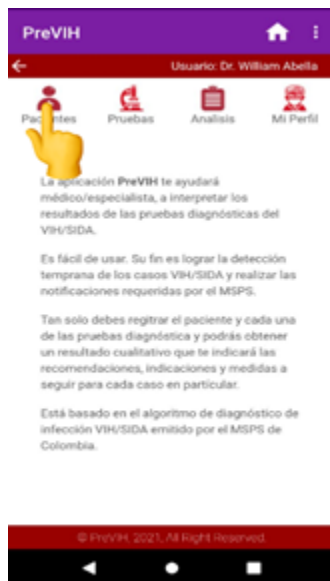 PreVIH
Usuario: Dr. William Abella
Pacientes Pruebas Analisis Mi Perfil
La aplicación PreVIH te ayudará
médico/especialista, a interpretar los
resultados de las pruebas diagnósticas del
VIH/SIDA.
Es fácil de usar. Su fin es lograr la detección
temprana de los casos VIH/SIDA y realizar las
notificaciones requeridas por el MSPS.
Tan solo debes regitrar el paciente y cada una
de las pruebas diagnóstica y podrás obtener
un resultado cualitativo que te indicará las
recomendaciones, indicaciones y medidas a
seguir para cada caso en particular.
Está basado en el algoritmo de diagnóstico de
infección VIH/SIDA emitido por el MSPS de
Colombia.
© PreVIH, 2021, All Right Reserved.